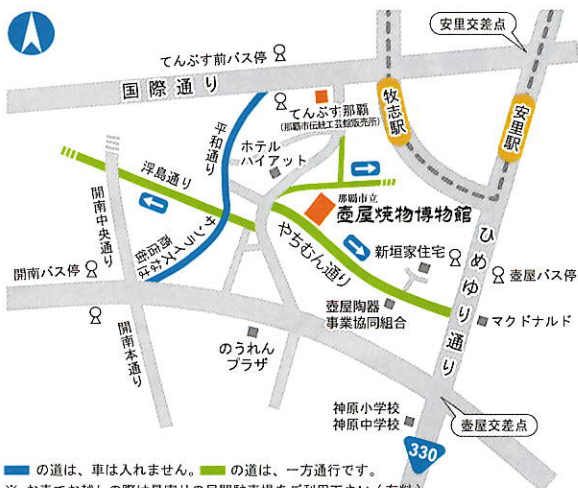 安里交差点
てんぶす前バス停
国際通り
てんぶす那覇
(那覇市伝統工芸館販売所)
牧志駅
安里駅
平和通り
ホテル
ハイアット
浮島通り
那覇市立
壺屋焼物博物館
開南中央通り
サンライズなは
商店街
やちむん通り
新垣家住宅
ひめゆり通り
開南バス停
壺屋バス停
開南本通り
壺屋陶器
事業協同組合
マクドナルド
のうれん
プラザ
神原小学校
神原中学校
壺屋交差点
330
の道は、車は入れません。
の道は、一方通行です。